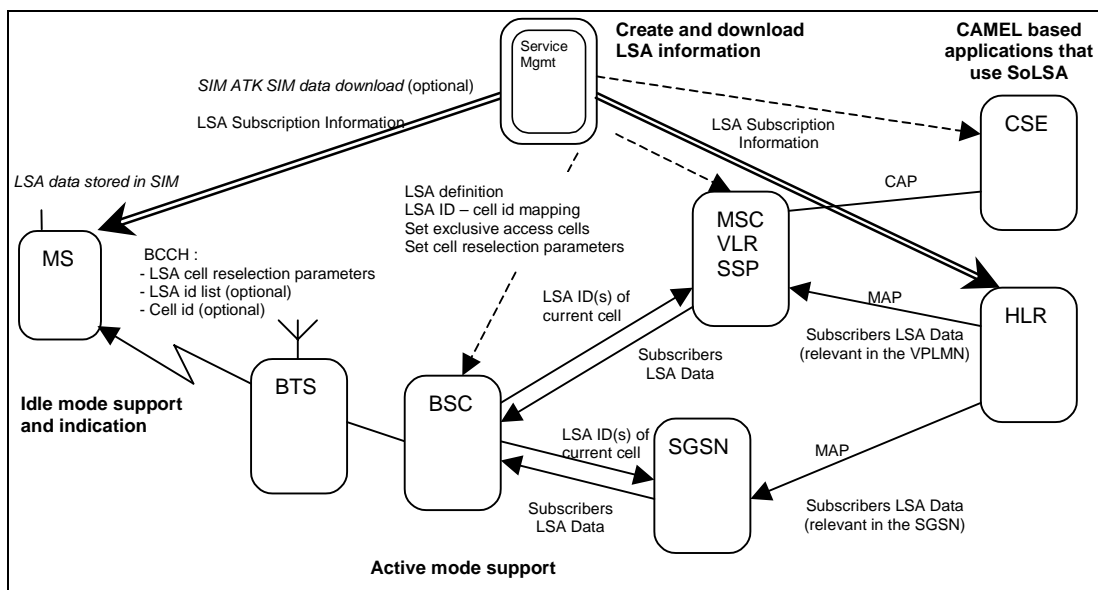 Service
Mgmt
Create and download
LSA information
CAMEL based
applications that
use SoLSA
SIM ATK SIM data download (optional)
LSA Subscription Information
LSA Subscription
Information
CSE
LSA data stored in SIM
CAP
LSA definition
LSA ID – cell id mapping
Set exclusive access cells
Set cell reselection parameters
MSC
VLR
SSP
MS
BCCH :
- LSA cell reselection parameters
- LSA id list (optional)
- Cell id (optional)
LSA ID(s) of
current cell
MAP
HLR
Subscribers LSA Data
(relevant in the VPLMN)
Subscribers
LSA Data
BTS
BSC
Idle mode support
and indication
LSA ID(s) of
current cell
SGSN
MAP
Subscribers
LSA Data
Subscribers LSA Data
(relevant in the SGSN)
Active mode support